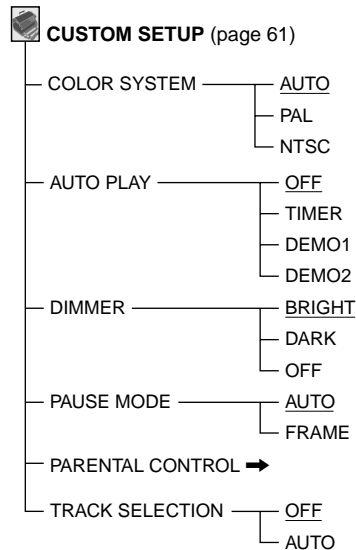 CUSTOM SETUP (page 61)
COLOR SYSTEM AUTO
PAL
NTSC
AUTO PLAY OFF
TIMER
DEMO1
DEMO2
DIMMER BRIGHT
DARK
OFF
PAUSE MODE AUTO
FRAME
PARENTAL CONTROL ➡
TRACK SELECTION OFF
AUTO